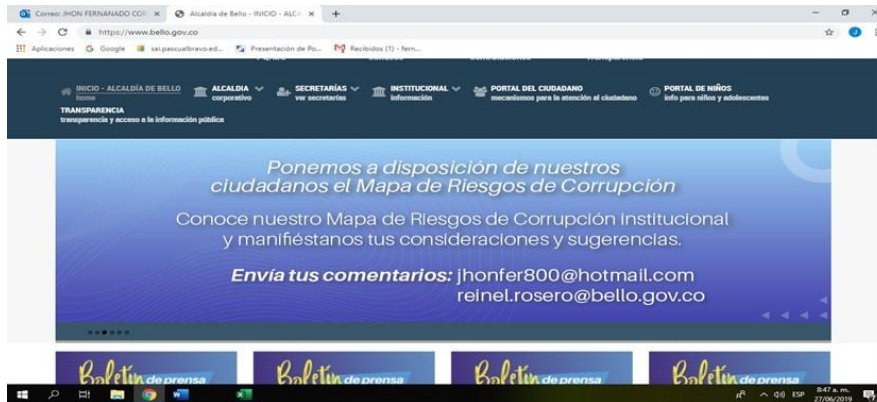 Correo: JHON FERNANADO COR
Alcaldía de Bello - INICIO - ALCA
https://www.bello.gov.co
Aplicaciones
Google
sai.pascualbravo.ed...
Presentación de Po...
Recibidos (1) - fern...
INICIO - ALCALDÍA DE BELLO
home
ALCALDIA
corporativo
SECRETARÍAS
ver secretarías
INSTITUCIONAL
información
PORTAL DEL CIUDADANO
mecanismos para la atención al ciudadano
PORTAL DE NIÑOS
info para niños y adolescentes
TRANSPARENCIA
transparencia y acceso a la información pública
Ponemos a disposición de nuestros
ciudadanos el Mapa de Riesgos de Corrupción
Conoce nuestro Mapa de Riesgos de Corrupción institucional
y manifiéstanos tus consideraciones y sugerencias.
Envía tus comentarios: jhonfer800@hotmail.com
reinel.rosero@bello.gov.co
Boletín de prensa
Boletín de prensa
Boletín de prensa
Boletín de prensa
ESP
8:47 a. m.
27/06/2019